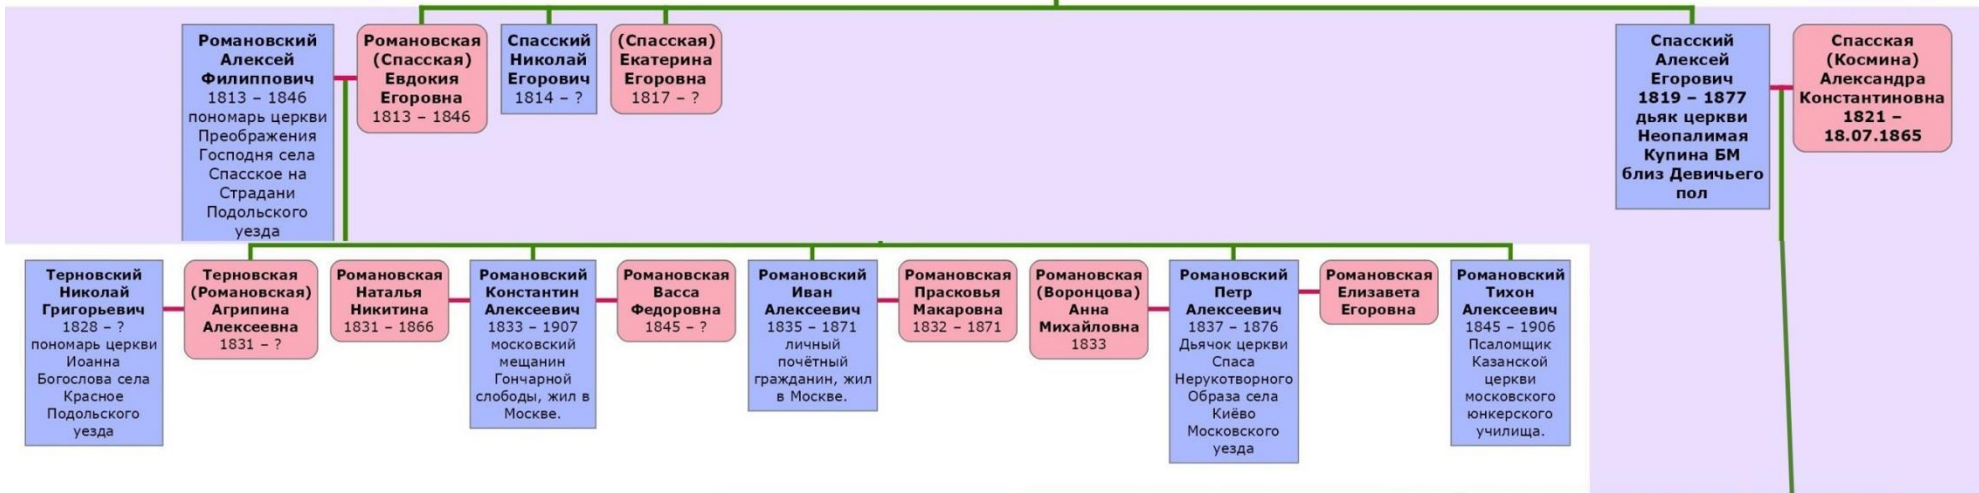 Романовский
Алексей
Филиппович
1813 – 1846
пономарь церкви
Преображения
Господня села
Спасское на
Страдани
Подольского
уезда
Романовская
(Спасская)
Евдокия
Егоровна
1813 – 1846
Спасский
Николай
Егорович
1814 – ?
(Спасская)
Екатерина
Егоровна
1817 – ?
Спасский
Алексей
Егорович
1819 – 1877
дьяк церкви
Неопалимая
Купина БМ
близ Девичьего
пол
Спасская
(Космина)
Александра
Константиновна
1821 –
18.07.1865
Терновский
Николай
Григорьевич
1828 – ?
пономарь церкви
Иоанна
Богослова села
Красное
Подольского
уезда
Терновская
(Романовская)
Агрипина
Алексеевна
1831 – ?
Романовская
Наталья
Никитина
1831 – 1866
Романовский
Константин
Алексеевич
1833 – 1907
московский
мещанин
Гончарной
слободы, жил в
Москве.
Романовская
Васса
Федоровна
1845 – ?
Романовский
Иван
Алексеевич
1835 – 1871
личный
почётный
гражданин, жил
в Москве.
Романовская
Прасковья
Макаровна
1832 – 1871
Романовская
(Воронцова)
Анна
Михайловна
1833
Романовский
Петр
Алексеевич
1837 – 1876
Дьячок церкви
Спаса
Нерукотворного
Образа села
Киёво
Московского
уезда
Романовская
Елизавета
Егоровна
Романовский
Тихон
Алексеевич
1845 – 1906
Псаломщик
Казанской
церкви
московского
юнкерского
училища.